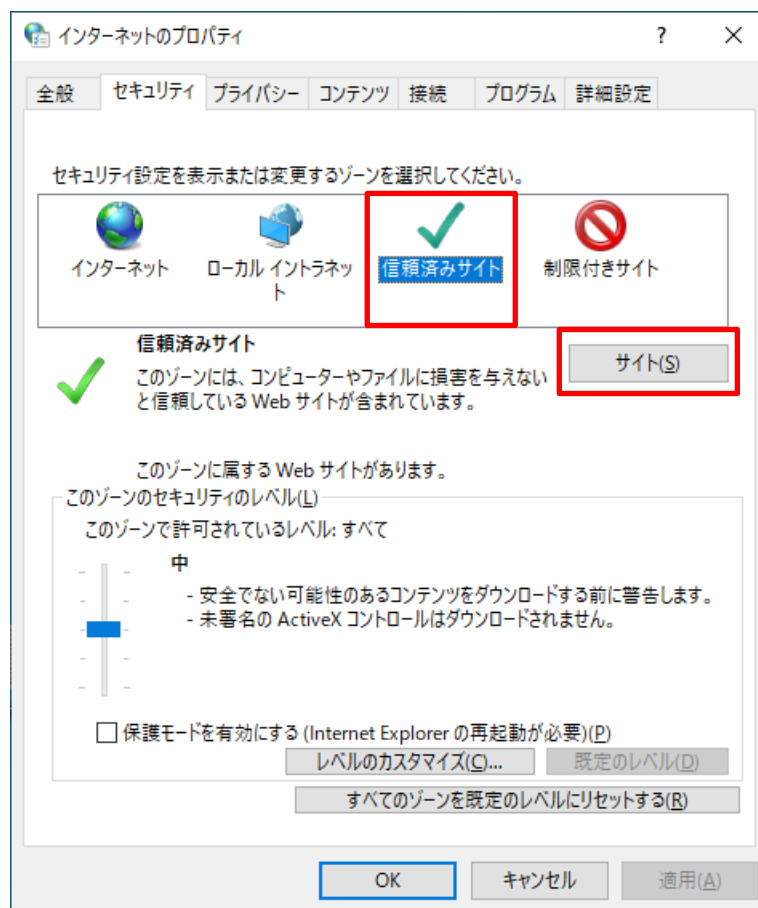 インターネットのプロパティ
?
全般 セキュリティ プライバシー コンテンツ 接続 プログラム 詳細設定
セキュリティ設定を表示または変更するゾーンを選択してください。
インターネット
ローカル イントラネッ
ト
信頼済みサイト
制限付きサイト
信頼済みサイト
サイト(S)
このゾーンには、コンピューターやファイルに損害を与えない
と信頼している Web サイトが含まれています。
このゾーンに属する Web サイトがあります。
このゾーンのセキュリティのレベル(L)
このゾーンで許可されているレベル: すべて
中
- 安全でない可能性のあるコンテンツをダウンロードする前に警告します。
- 未署名の ActiveX コントロールはダウンロードされません。
保護モードを有効にする (Internet Explorer の再起動が必要)(P)
レベルのカスタマイズ(C)... 既定のレベル(D)
すべてのゾーンを既定のレベルにリセットする(R)
OK キャンセル 適用(A)